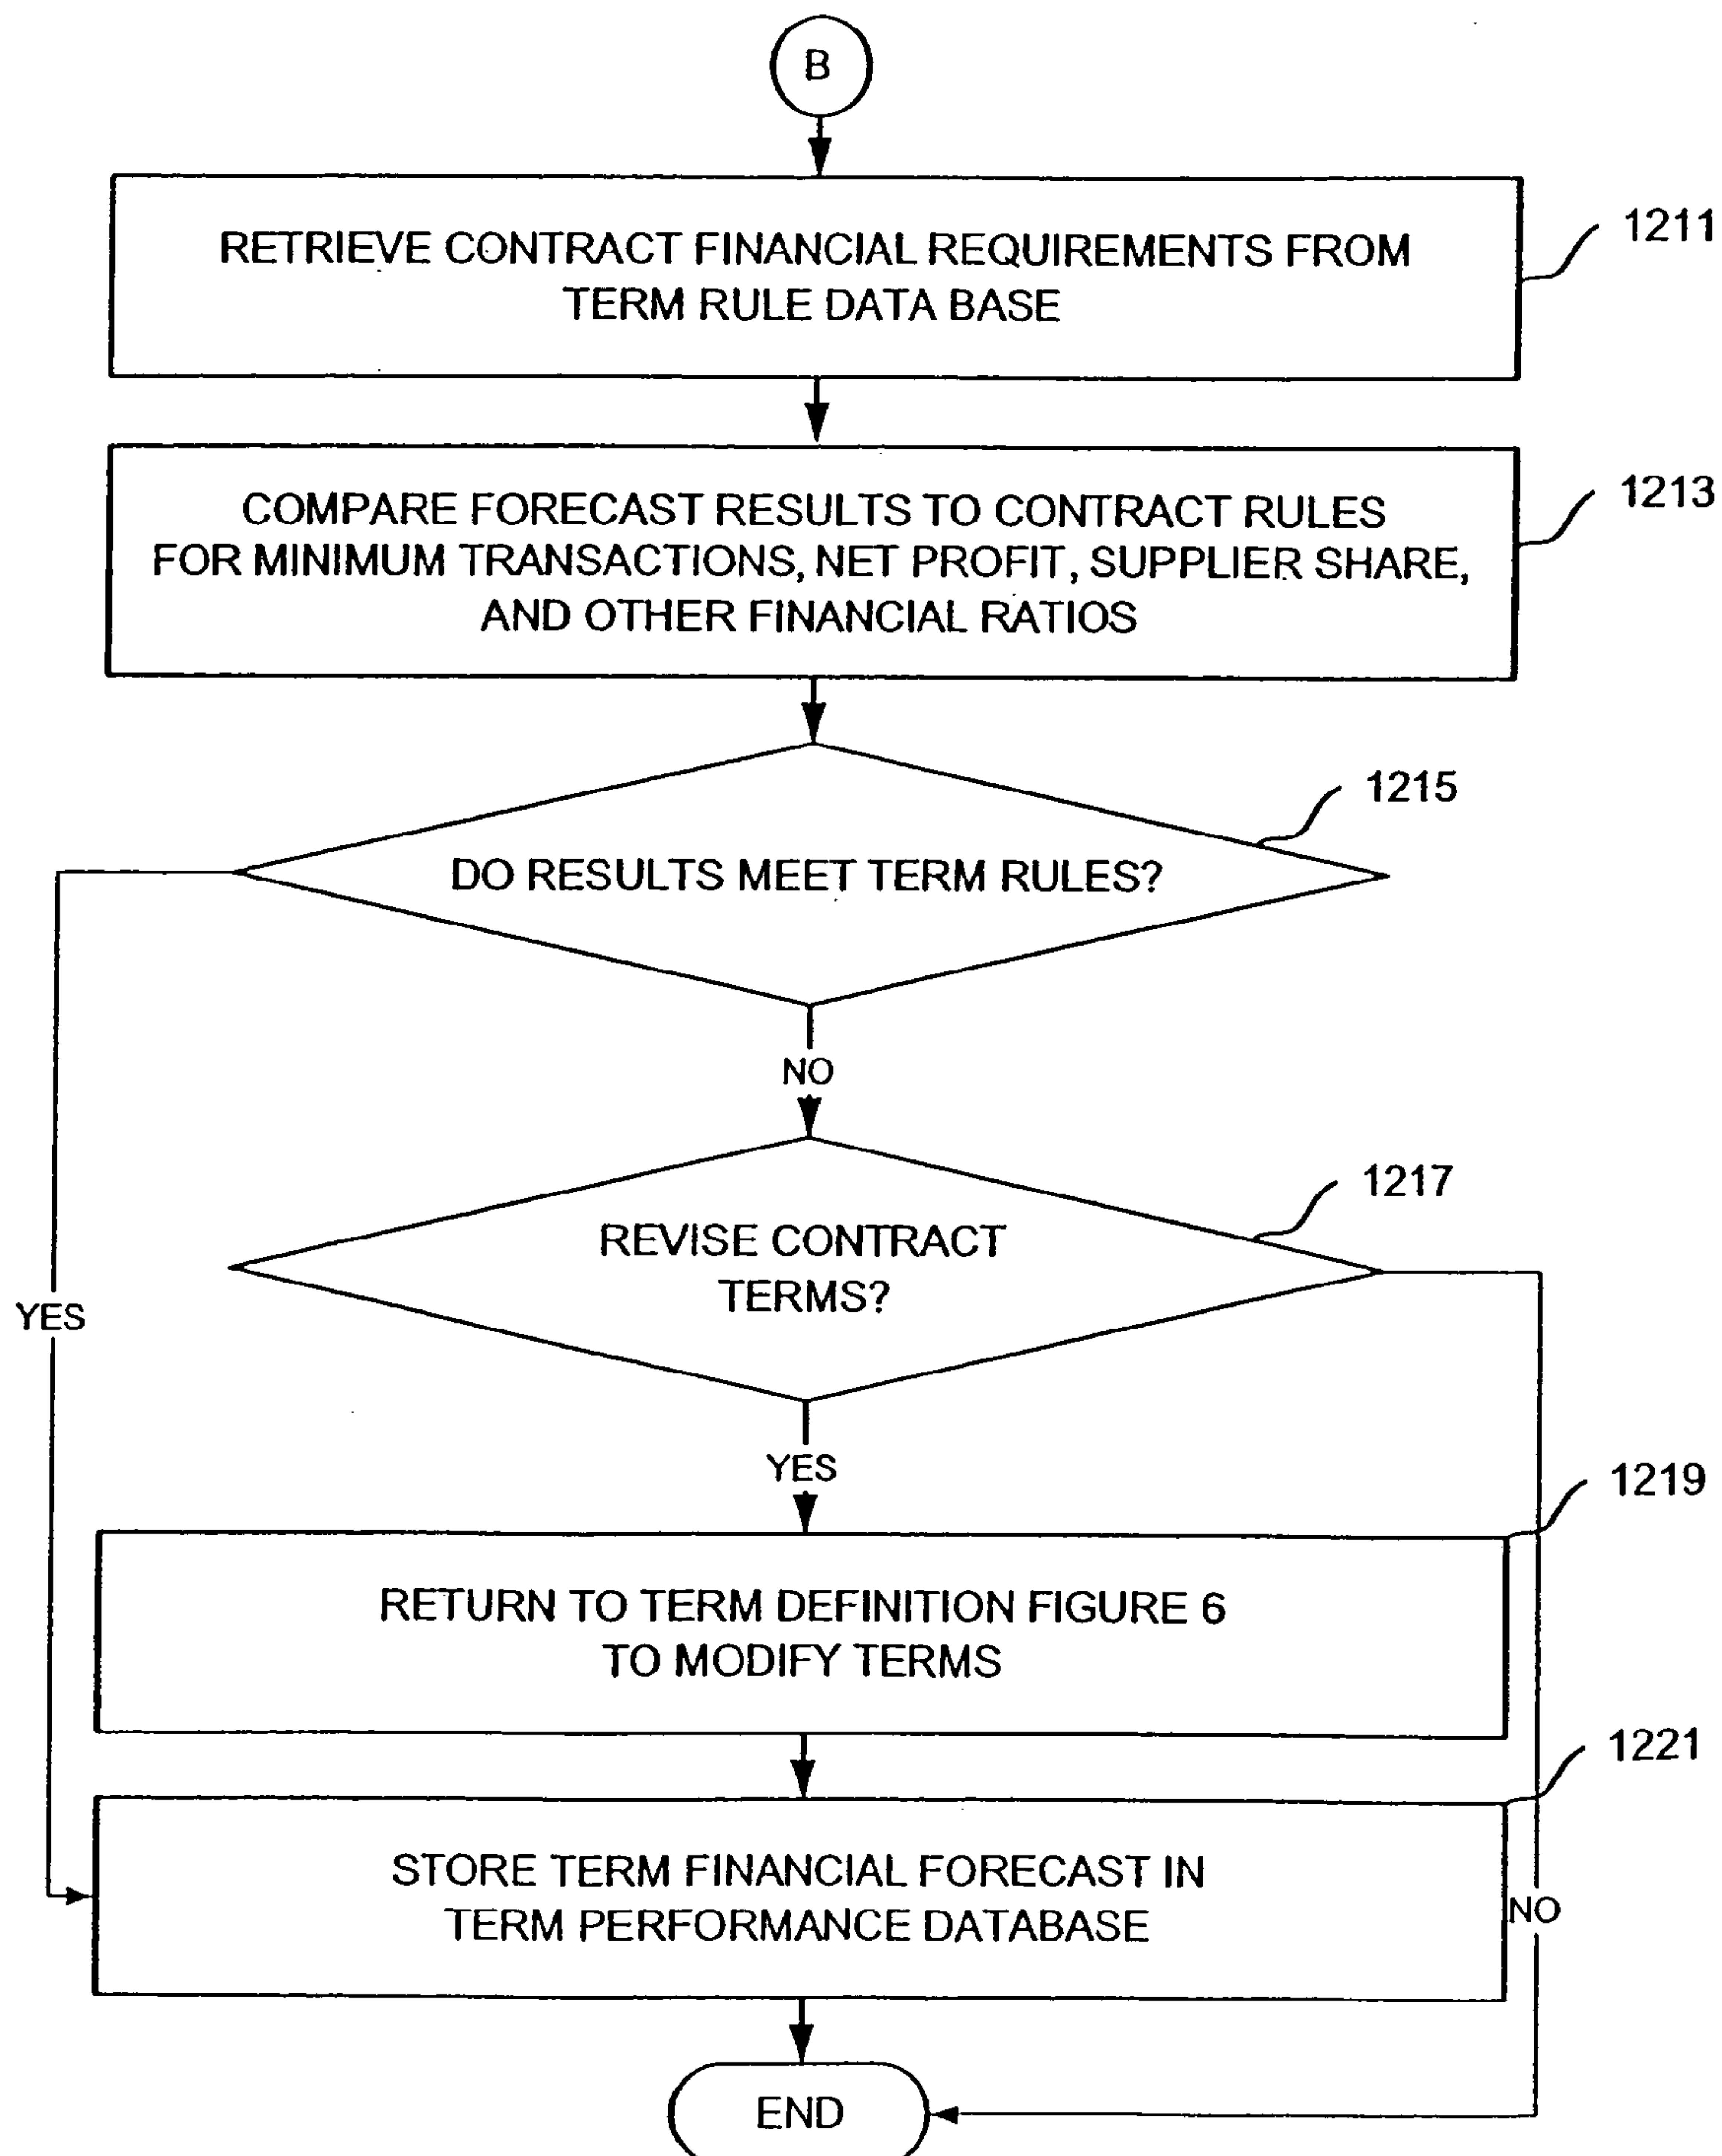 B
RETRIEVE CONTRACT FINANCIAL REQUIREMENTS FROM
TERM RULE DATA BASE
1211
COMPARE FORECAST RESULTS TO CONTRACT RULES
FOR MINIMUM TRANSACTIONS, NET PROFIT, SUPPLIER SHARE,
AND OTHER FINANCIAL RATIOS
1213
1215
DO RESULTS MEET TERM RULES?
NO
1217
REVISE CONTRACT
TERMS?
YES
YES
1219
RETURN TO TERM DEFINITION FIGURE 6
TO MODIFY TERMS
1221
STORE TERM FINANCIAL FORECAST IN
TERM PERFORMANCE DATABASE
NO
END